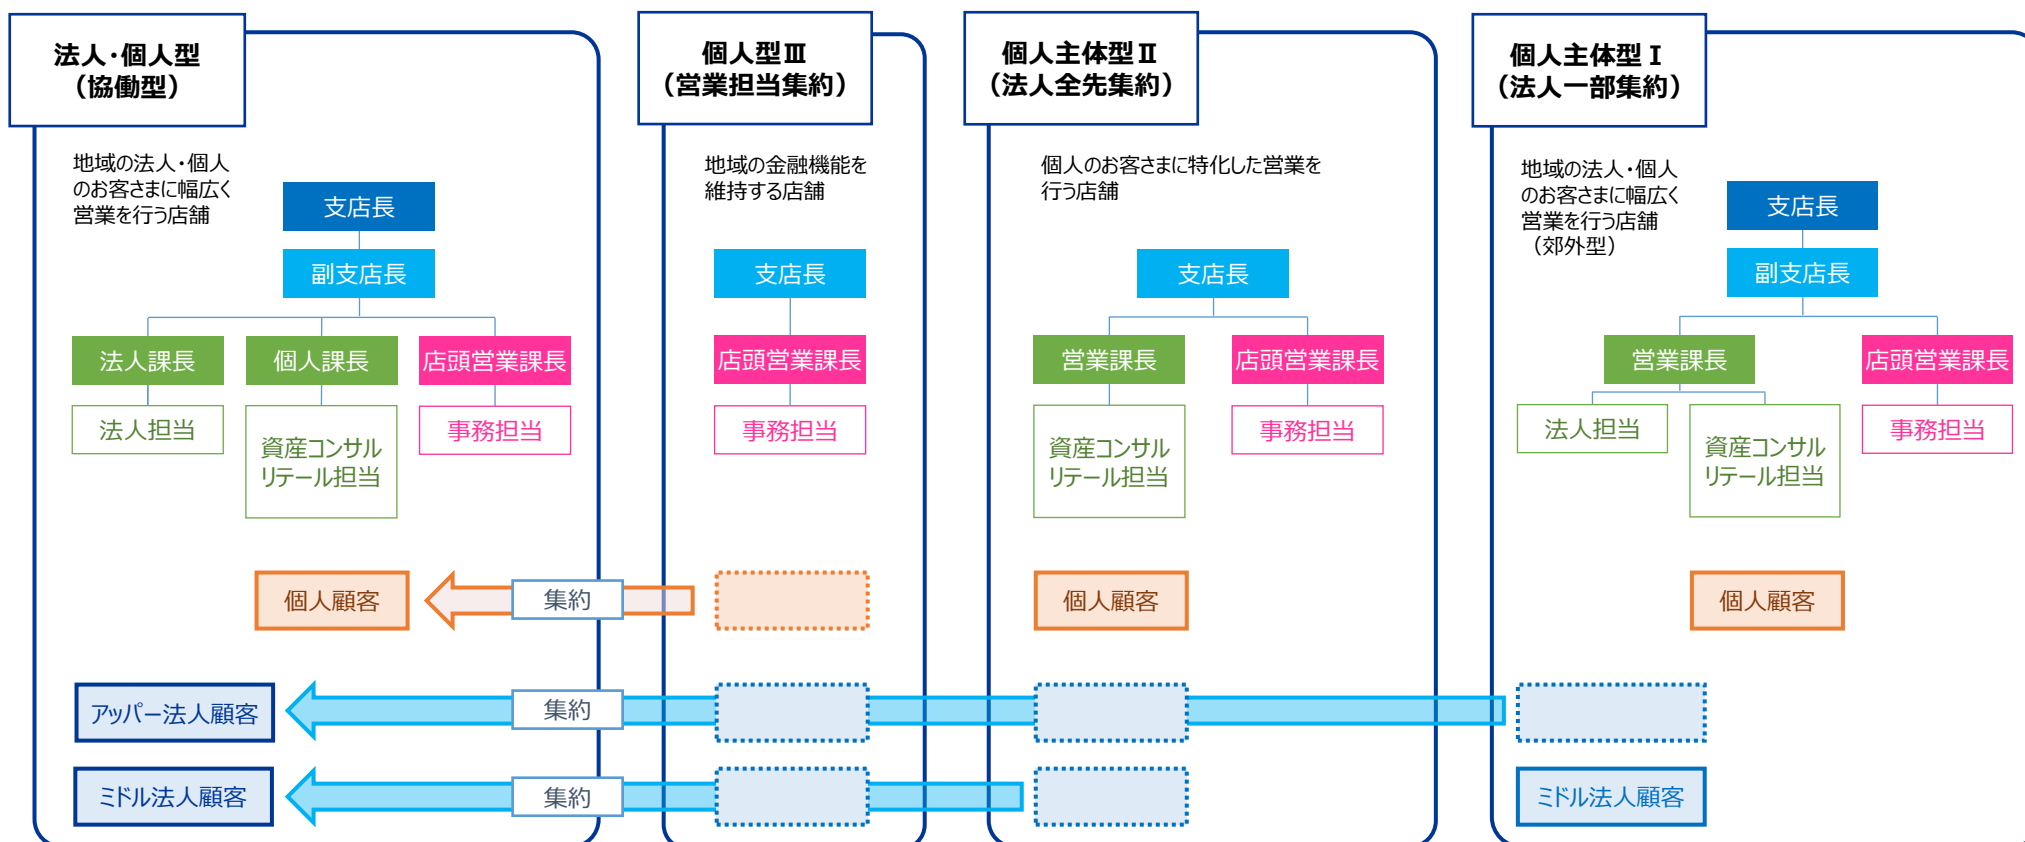 法人・個人型
（協働型）
地域の法人・個人
のお客さまに幅広く
営業を行う店舗
支店長
副支店長
法人課長
個人課長
店頭営業課長
法人担当
資産コンサル
リテール担当
事務担当
個人顧客
集約
アッパー法人顧客
集約
ミドル法人顧客
集約
個人型Ⅲ
（営業担当集約）
地域の金融機能を
維持する店舗
支店長
店頭営業課長
事務担当
個人主体型Ⅱ
（法人全先集約）
個人のお客さまに特化した営業を
行う店舗
支店長
営業課長
店頭営業課長
資産コンサル
リテール担当
事務担当
個人顧客
個人主体型Ⅰ
（法人一部集約）
地域の法人・個人
のお客さまに幅広く
営業を行う店舗
（郊外型）
支店長
副支店長
営業課長
店頭営業課長
法人担当
資産コンサル
リテール担当
事務担当
個人顧客
ミドル法人顧客